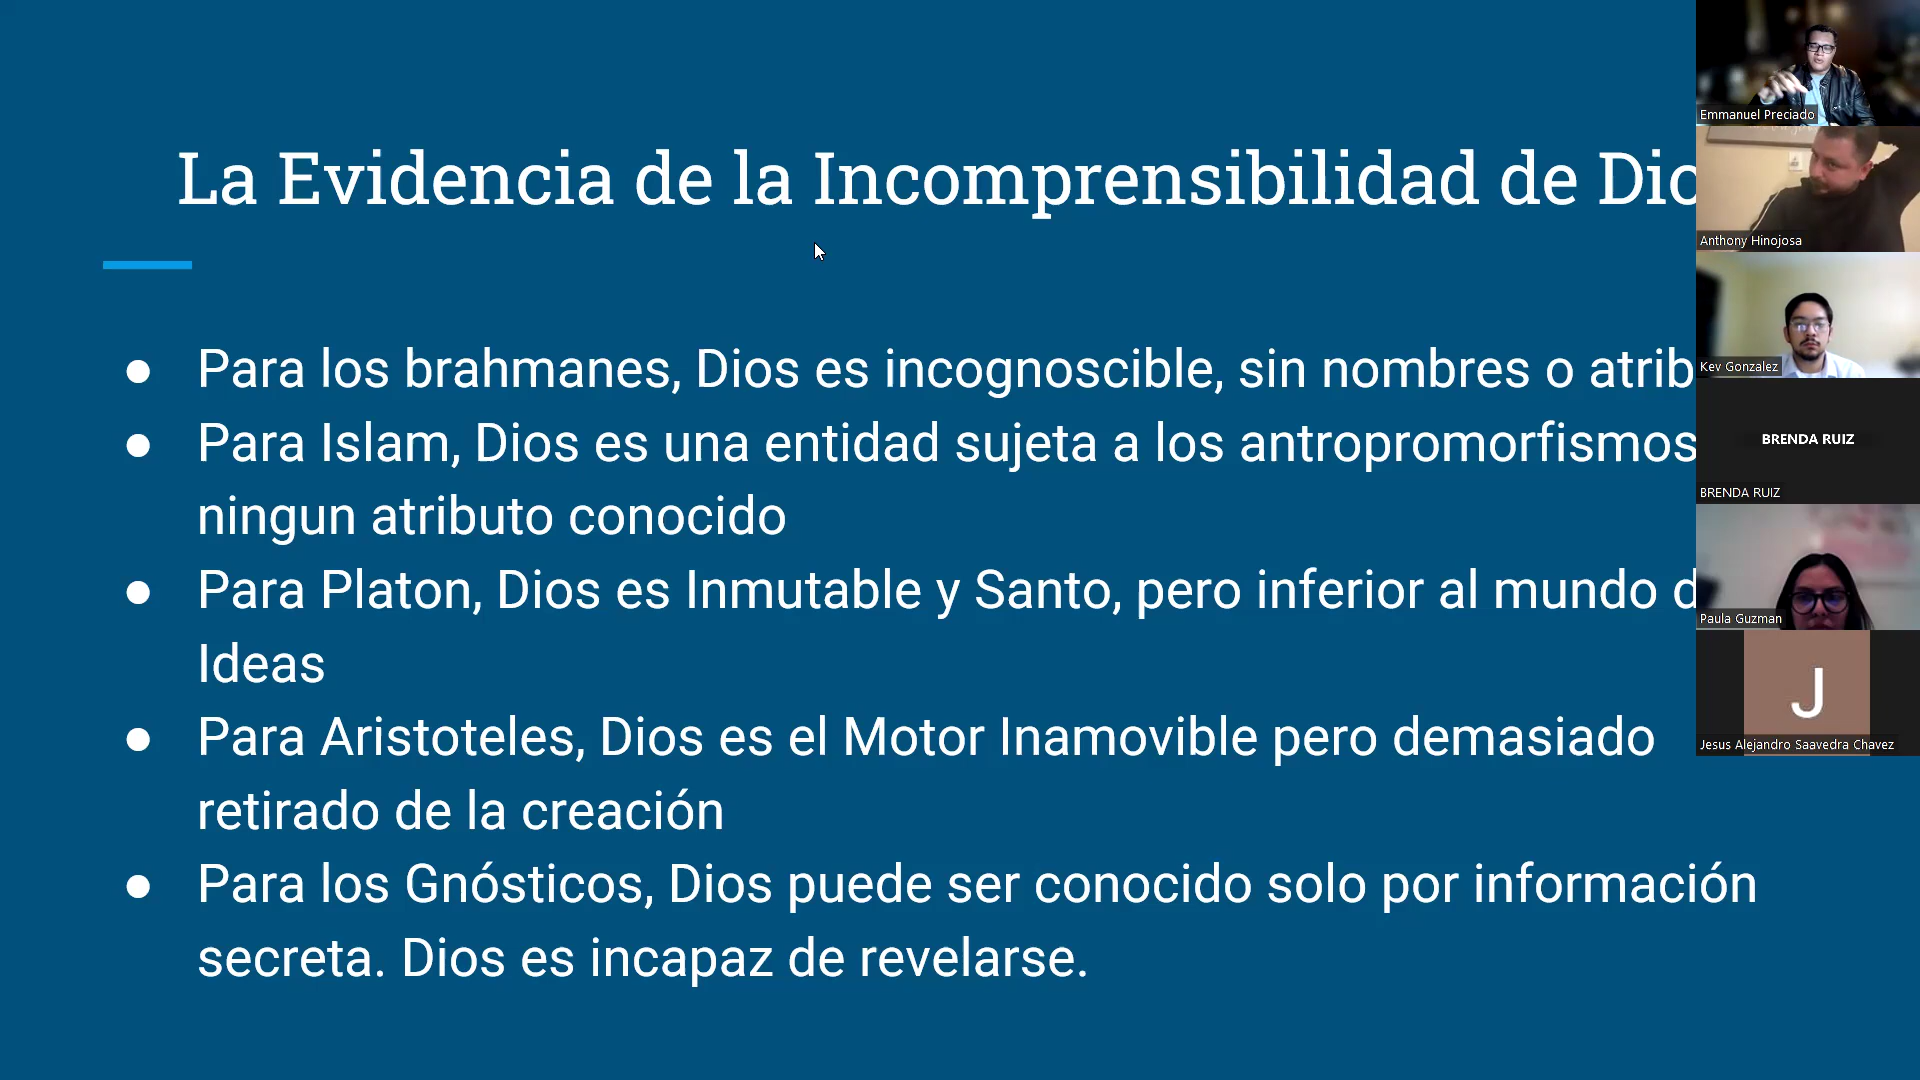 La Evidencia de la Incomprensibilidad de
● Para los brahmanes, Dios es incognoscible, sin nombres o
● Para Islam, Dios es una entidad sujeta a los antropromorfismos
ningun atributo conocido
● Para Platon, Dios es Inmutable y Santo, pero inferior al mundo
Ideas
● Para Aristoteles, Dios es el Motor Inamovible pero demasiado
retirado de la creación
● Para los Gnósticos, Dios puede ser conocido solo por información
secreta. Dios es incapaz de revelarse.
Emmanuel Preciado
Anthony Hinojosa
Kev Gonzalez
BRENDA RUIZ
BRENDA RUIZ
Paula Guzman
J
Jesus Alejandro Saavedra Chavez